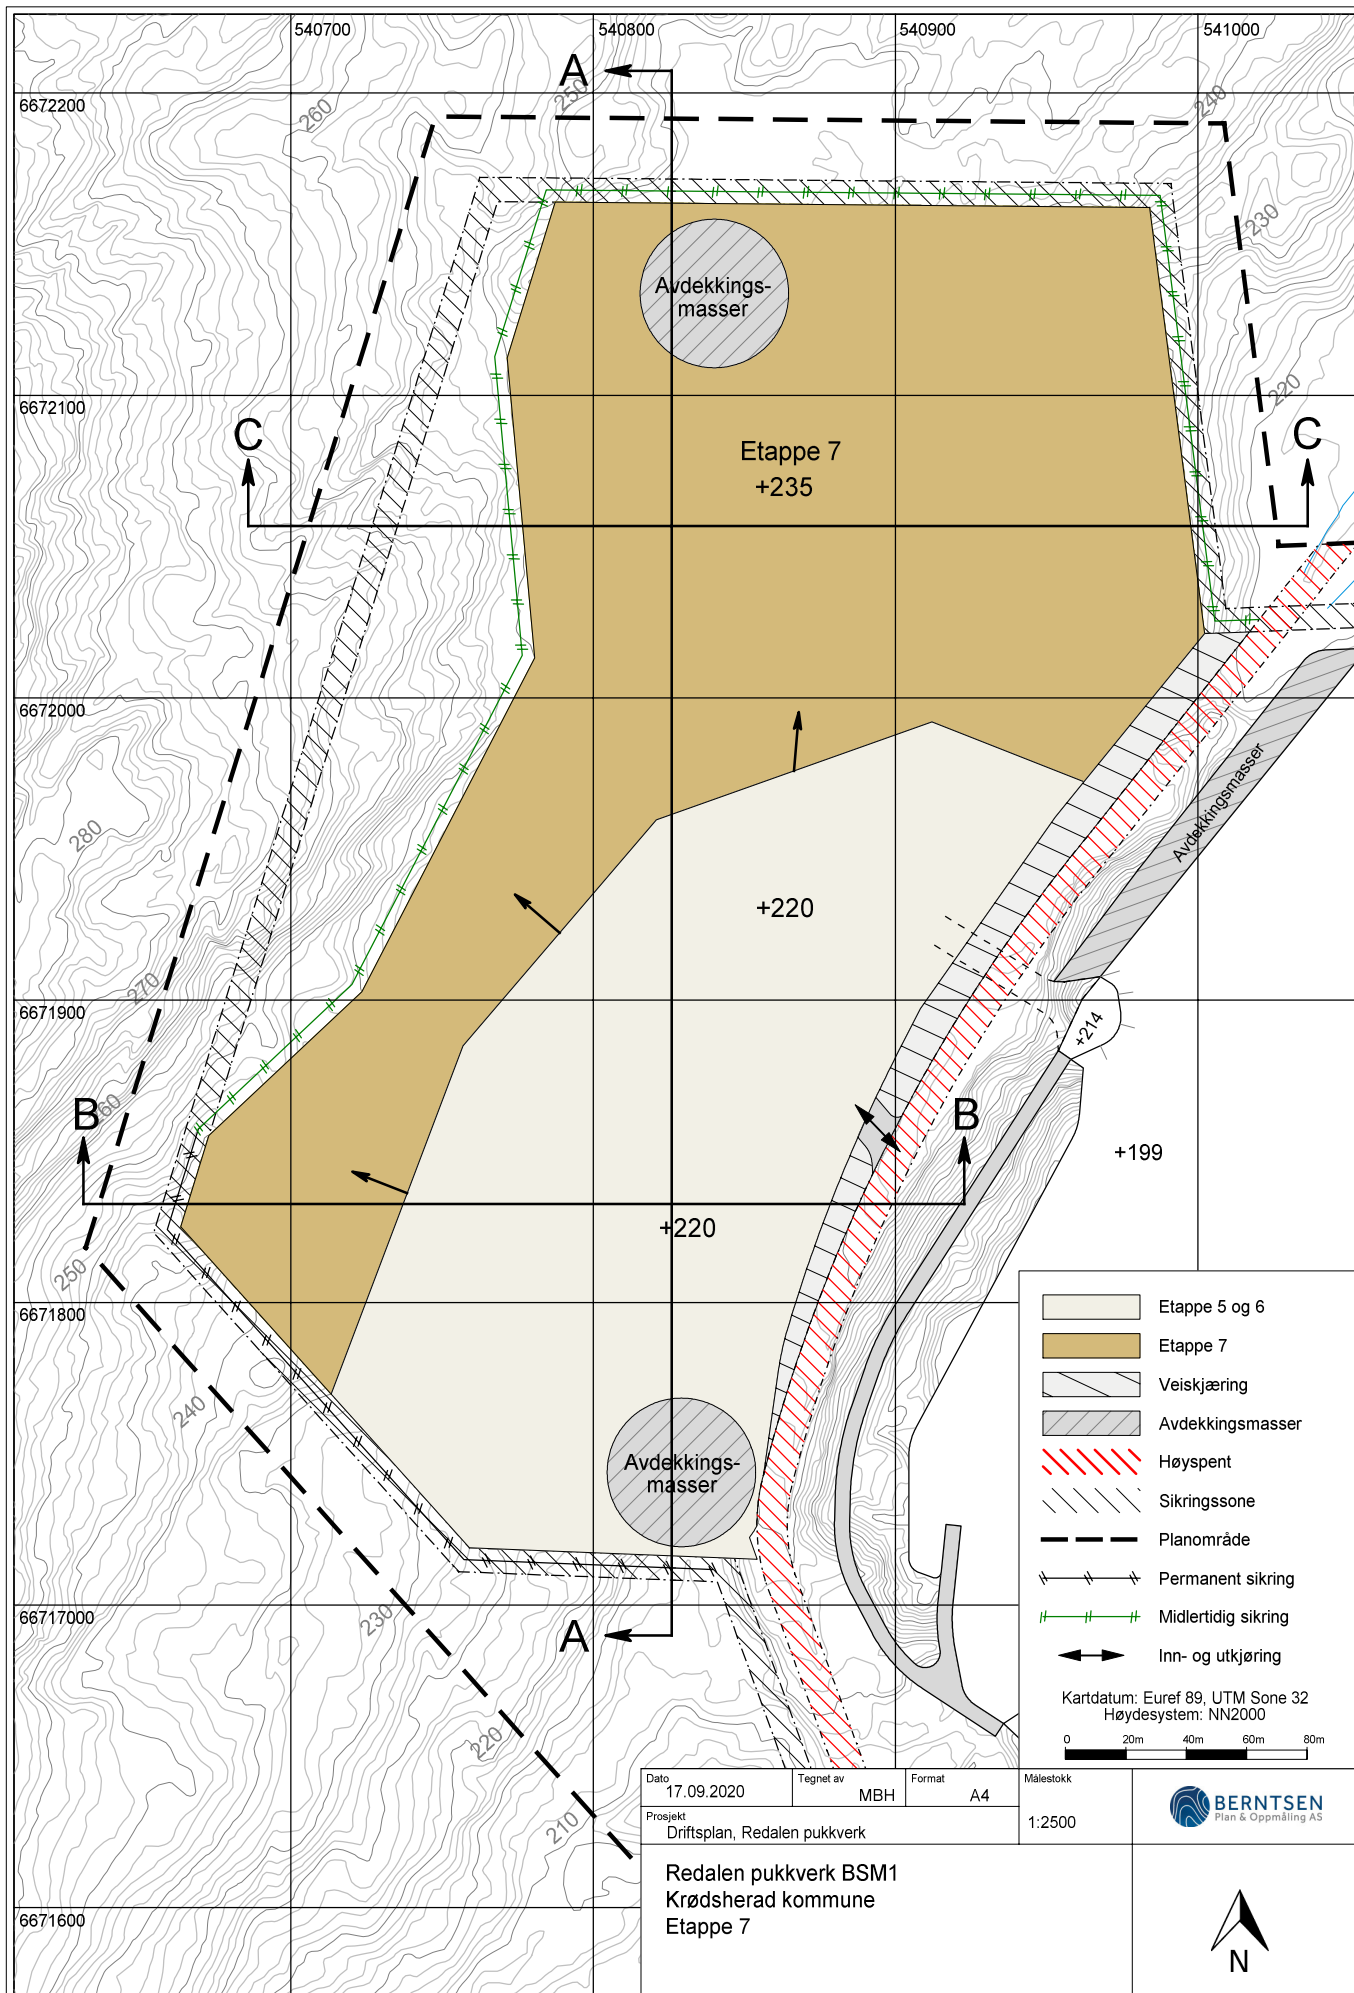 540700
540800
540900
541000
A
250
240
6672200
260
230
Avdekkings-
masser
220
6672100
C
C
Etappe 7
+235
6672000
280
Avdekkingsmasser
+220
270
6671900
+214
260
B
B
+199
+220
250
6671800
240
Avdekkings-
masser
230
66717000
A
220
210
6671600
Etappe 5 og 6
Etappe 7
Veiskjæring
Avdekkingsmasser
Høyspent
Sikringssone
Planområde
Permanent sikring
Midlertidig sikring
Inn- og utkjøring
Kartdatum: Euref 89, UTM Sone 32
Høydesystem: NN2000
0 20m 40m 60m 80m
Dato
17.09.2020
Tegnet av
MBH
Format
A4
Målestokk
1:2500
Prosjekt
Driftsplan, Redalen pukkverk
BERNTSEN
Plan & Oppmåling AS
Redalen pukkverk BSM1
Krødsherad kommune
Etappe 7
N